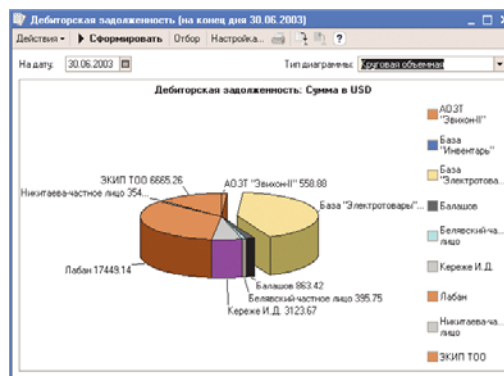 Дебиторская задолженность (на конец дня 30.06.2003)
Действия Сформировать Отбор Настройка... ?
На дату: 30.06.2003 Тип диаграммы: Круговая объемная
Дебиторская задолженность: Сумма в USD
ЭКИП ТОО 6665.26
АОЗТ "Эвихон-II" 558.88
Никитаева-частное лицо 354...
База "Электротовары"...
Лабан 17449.14
Балашов 863.42
Белявский-частное лицо 395.75
Кереже И.Д. 3123.67
АОЗТ
"Эвихон-II"
База
"Инвентарь"
База
"Электротова...
Балашов
Белявский-ча...
лицо
Кереже И.Д.
Лабан
Никитаева-ча...
лицо
ЭКИП ТОО